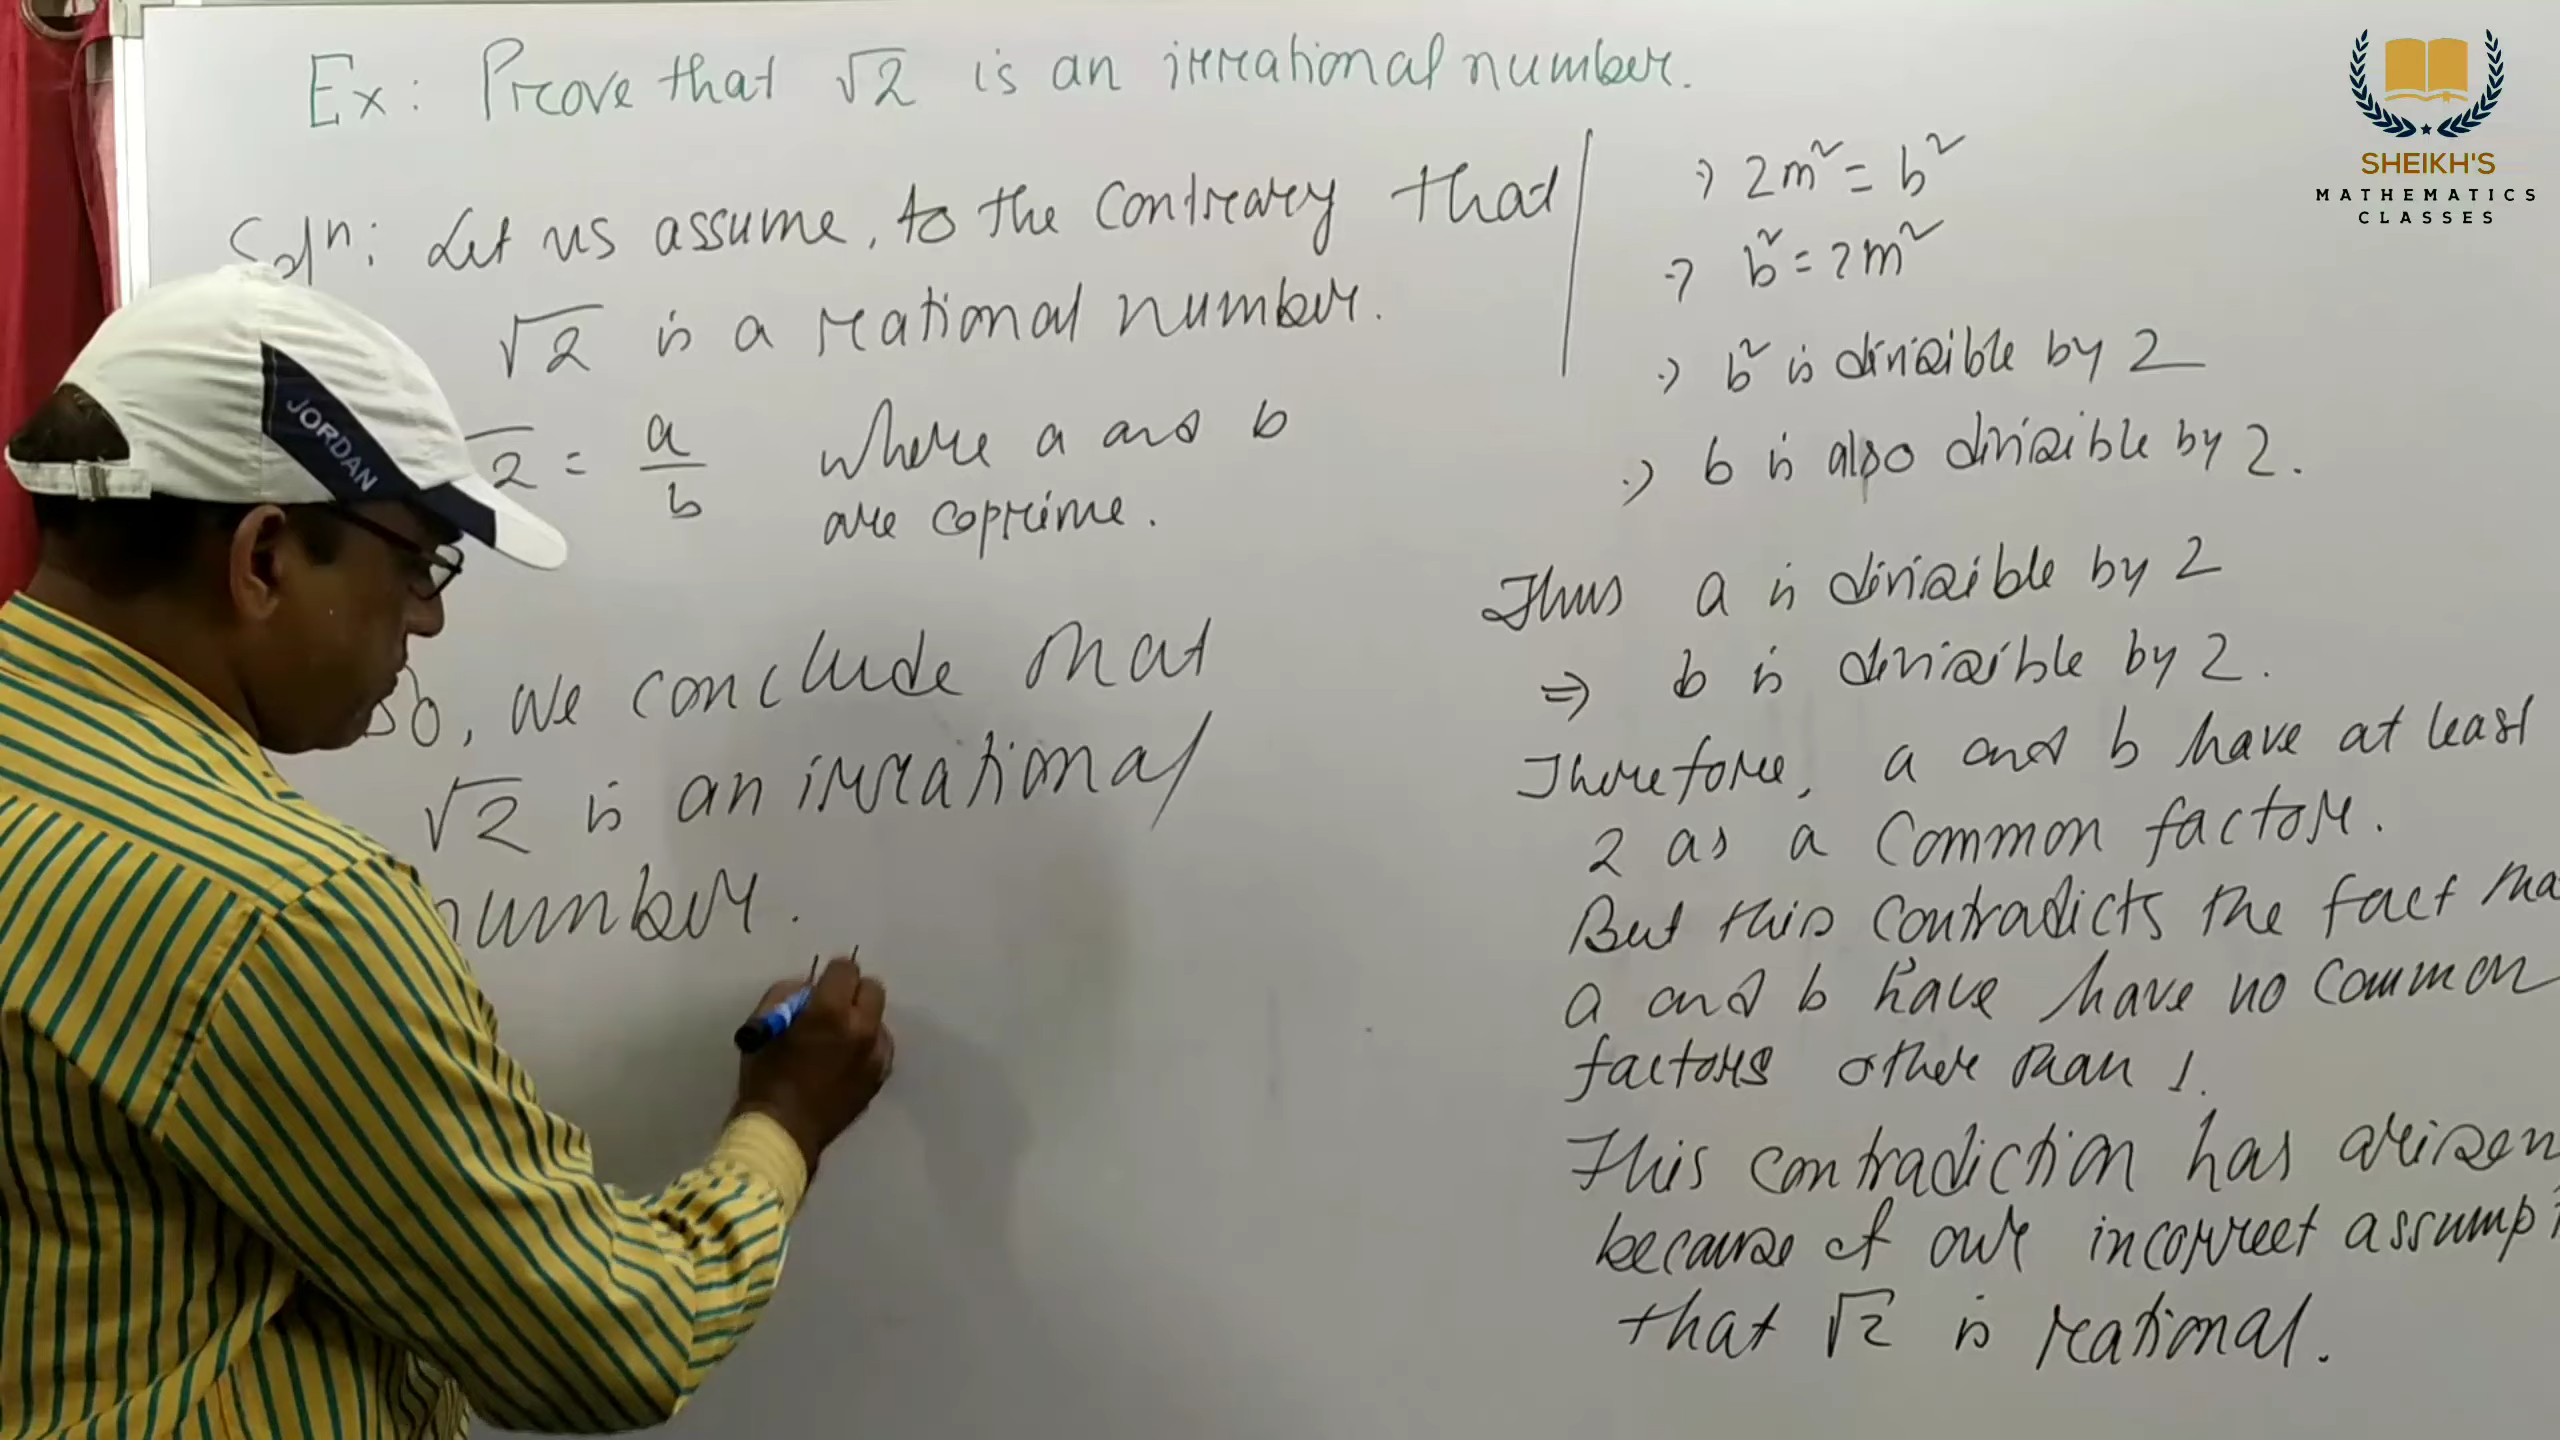 Ex: Prove that √2 is an irrational number.
Soln: Let us assume, to the contrary that
√2 is a rational number.
√2 = a/b where a and b
are coprime.
So, we conclude that
√2 is an irrational
number.
⇒ 2m² = b²
⇒ b² = 2m²
⇒ b² is divisible by 2
⇒ b is also divisible by 2.
Thus a is divisible by 2
⇒ b is divisible by 2.
Therefore, a and b have at least
2 as a common factor.
But this contradicts the fact tha
a and b have have no common
factors other than 1.
This contradiction has arisen
because of our incorrect assump
that √2 is rational.
JORDAN
SHEIKH'S
MATHEMATICS
CLASSES